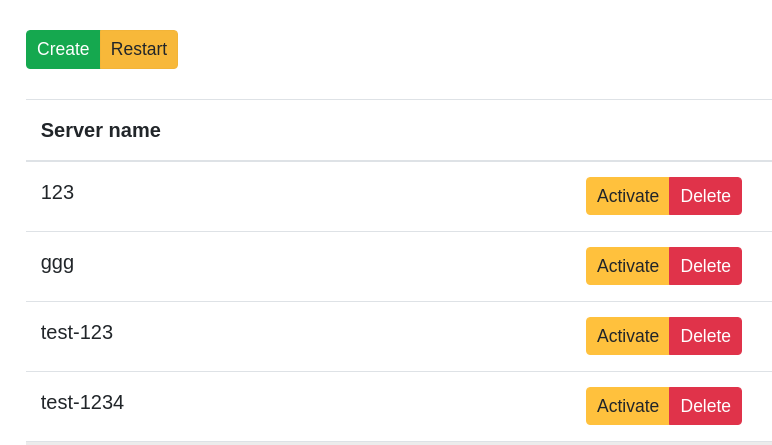 Create Restart
Server name
123 Activate Delete
ggg Activate Delete
test-123 Activate Delete
test-1234 Activate Delete